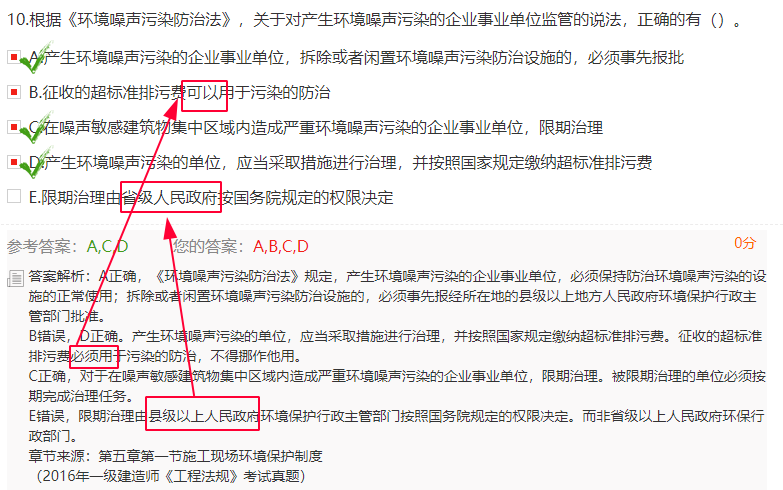 10.根据《环境噪声污染防治法》，关于对产生环境噪声污染的企业事业单位监管的说法，正确的有（）。
A.产生环境噪声污染的企业事业单位，拆除或者闲置环境噪声污染防治设施的，必须事先报批
B.征收的超标准排污费可以用于污染的防治
C.在噪声敏感建筑物集中区域内造成严重环境噪声污染的企业事业单位，限期治理
D.产生环境噪声污染的单位，应当采取措施进行治理，并按照国家规定缴纳超标准排污费
E.限期治理由省级人民政府按国务院规定的权限决定
参考答案：A,C,D 您的答案：A,B,C,D 0分
答案解析：A正确，《环境噪声污染防治法》规定，产生环境噪声污染的企业事业单位，必须保持防治环境噪声污染的设
施的正常使用；拆除或者闲置环境噪声污染防治设施的，必须事先报经所在地的县级以上地方人民政府环境保护行政主
管部门批准。
B错误，D正确。产生环境噪声污染的单位，应当采取措施进行治理，并按照国家规定缴纳超标准排污费。征收的超标准
排污费必须用于污染的防治，不得挪作他用。
C正确，对于在噪声敏感建筑物集中区域内造成严重环境噪声污染的企业事业单位，限期治理。被限期治理的单位必须按
期完成治理任务。
E错误，限期治理由县级以上人民政府环境保护行政主管部门按照国务院规定的权限决定。而非省级以上人民政府环保行
政部门。
章节来源：第五章第一节施工现场环境保护制度
（2016年一级建造师《工程法规》考试真题）